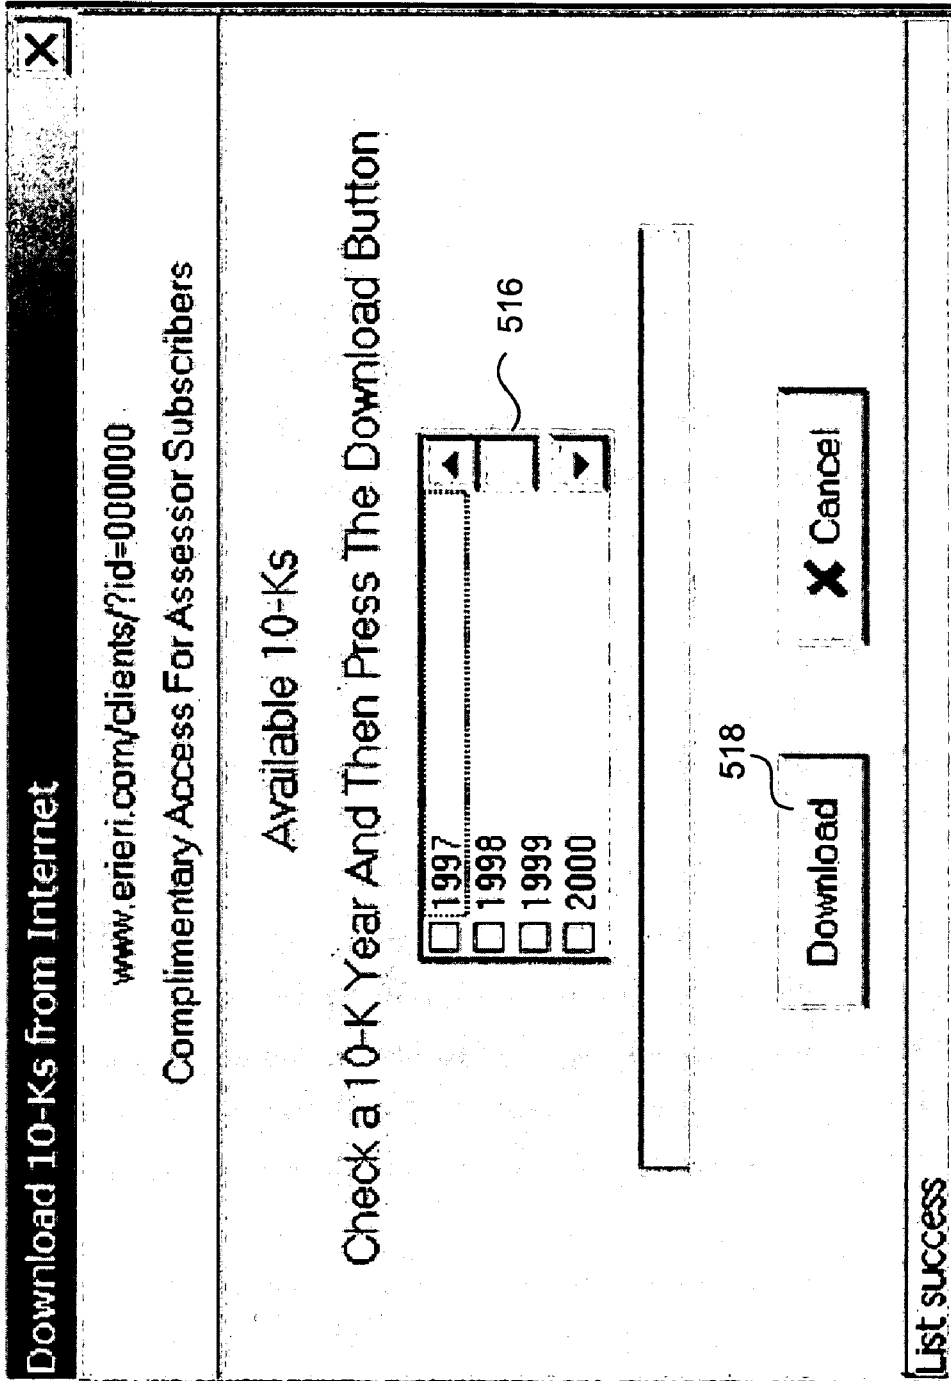 Download 10-Ks from Internet
www.erieri.com/clients/?id=000000
Complimentary Access For Assessor Subscribers
Available 10-Ks
Check a 10-K Year And Then Press The Download Button
1997
1998
1999
2000
516
518
Download
Cancel
List success